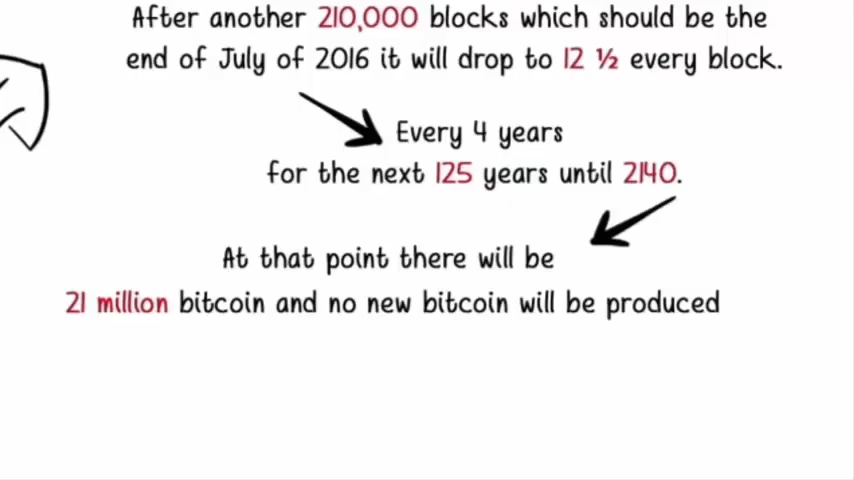 After another 210,000 blocks which should be the
end of July of 2016 it will drop to 12 ½ every block.
Every 4 years
for the next 125 years until 2140.
At that point there will be
21 million bitcoin and no new bitcoin will be produced